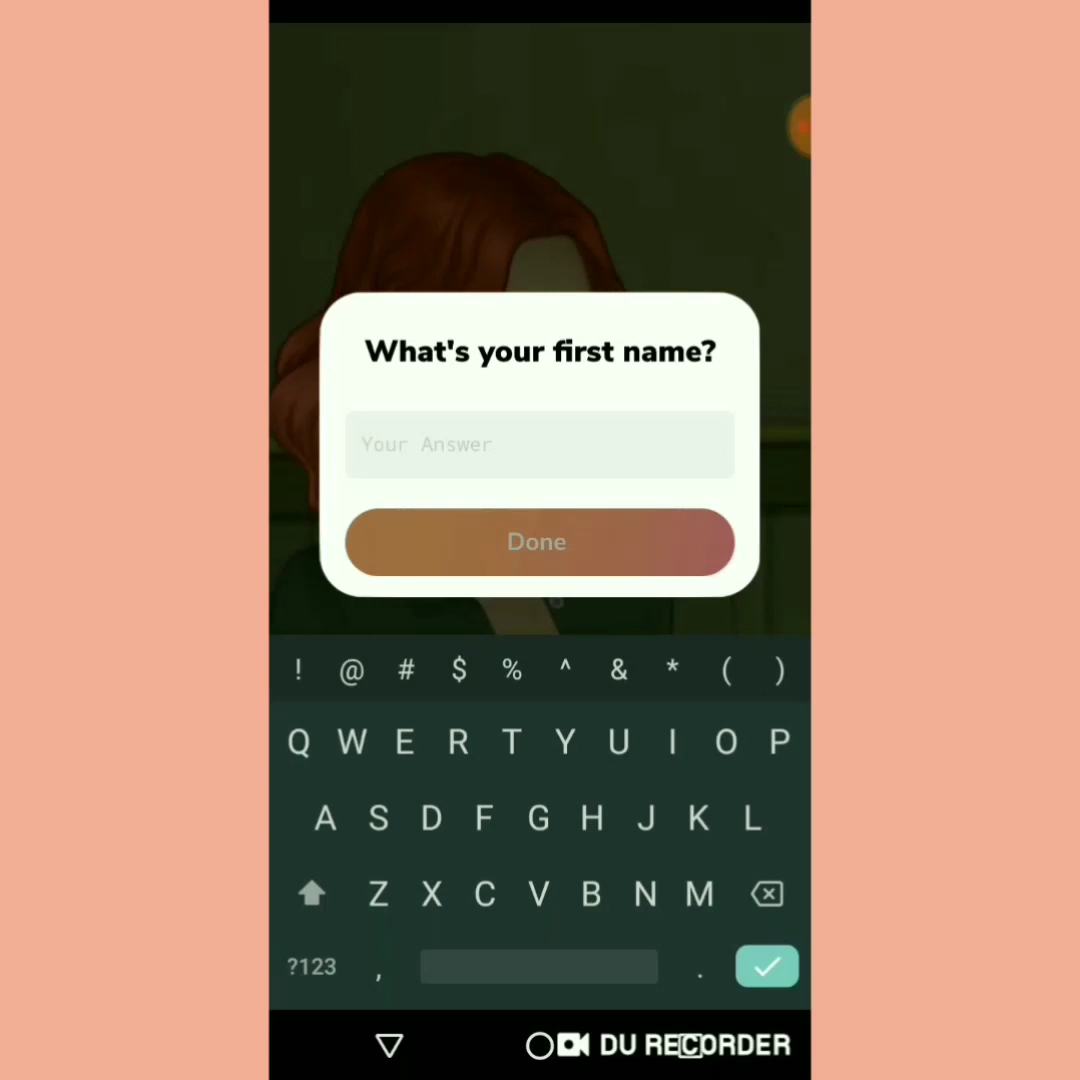 What's your first name?
Your Answer
Done
! @ # $ % ^ & * ( )
Q W E R T Y U I O P
A S D F G H J K L
Z X C V B N M
?123 , .
DU RECORDER